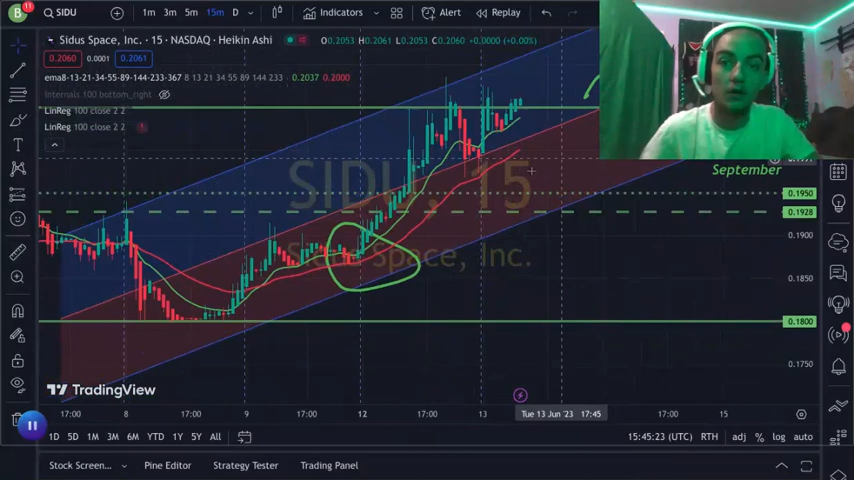 B 11 SIDU 1m 3m 5m 15m D Indicators Alert Replay
Sidus Space, Inc. · 15 · NASDAQ · Heikin Ashi O0.2053 H0.2061 L0.2053 C0.2060 +0.0000 (+0.00%)
0.2060 0.0001 0.2061
ema8-13-21-34-55-89-144-233-367 8 13 21 34 55 89 144 233 0.2037 0.2000
Internals 100 bottom_right
LinReg 100 close 2 2
LinReg 100 close 2 2
SIDU, 15
Sidus Space, Inc.
September
0.1950
0.1928
0.1900
0.1850
0.1800
0.1750
TradingView
17:00 8 17:00 9 17:00 12 17:00 13 Tue 13 Jun '23 17:45 17:00 15
1D 5D 1M 3M 6M YTD 1Y 5Y All 15:45:23 (UTC) RTH adj % log auto
Stock Screen... Pine Editor Strategy Tester Trading Panel